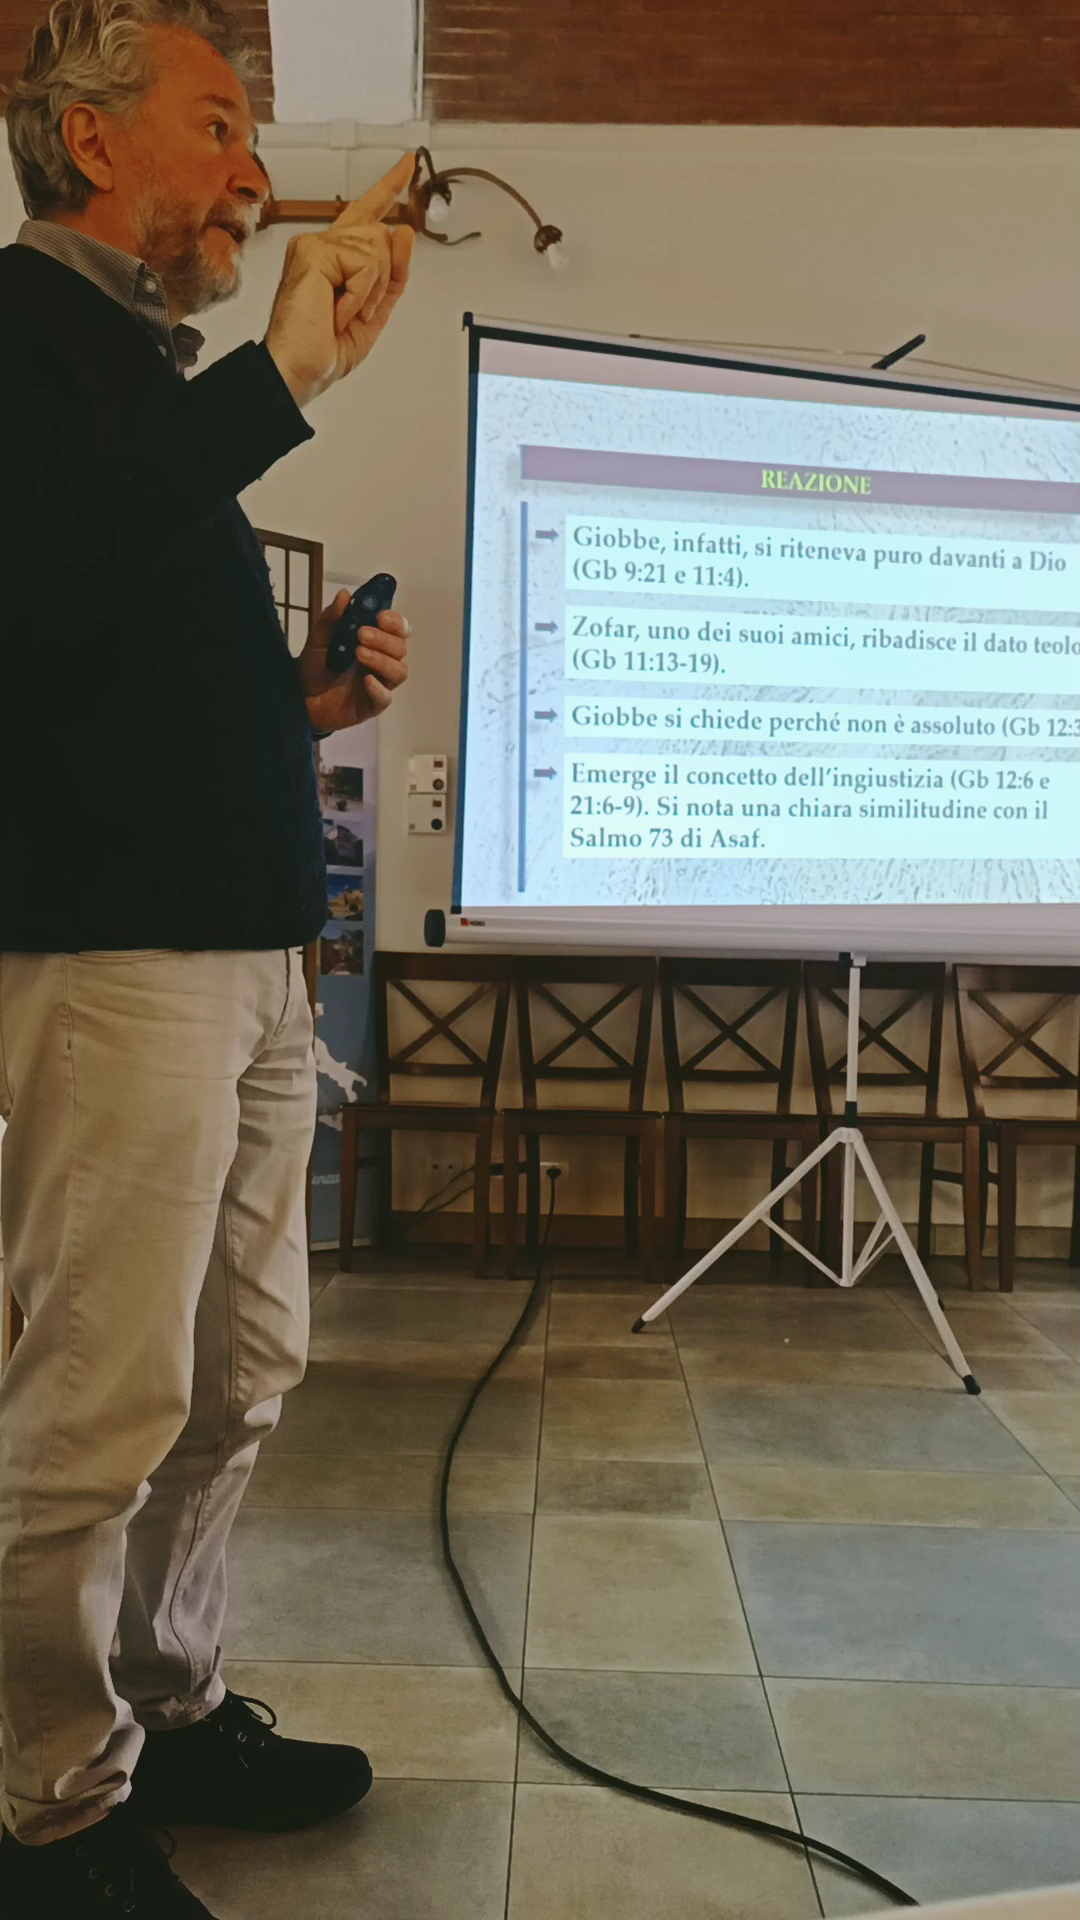 REAZIONE
Giobbe, infatti, si riteneva puro davanti a Dio
(Gb 9:21 e 11:4).
Zofar, uno dei suoi amici, ribadisce il dato
(Gb 11:13-19).
Giobbe si chiede perché non è assoluto (Gb
Emerge il concetto dell'ingiustizia (Gb 12:6 e
21:6-9). Si nota una chiara similitudine con il
Salmo 73 di Asaf.